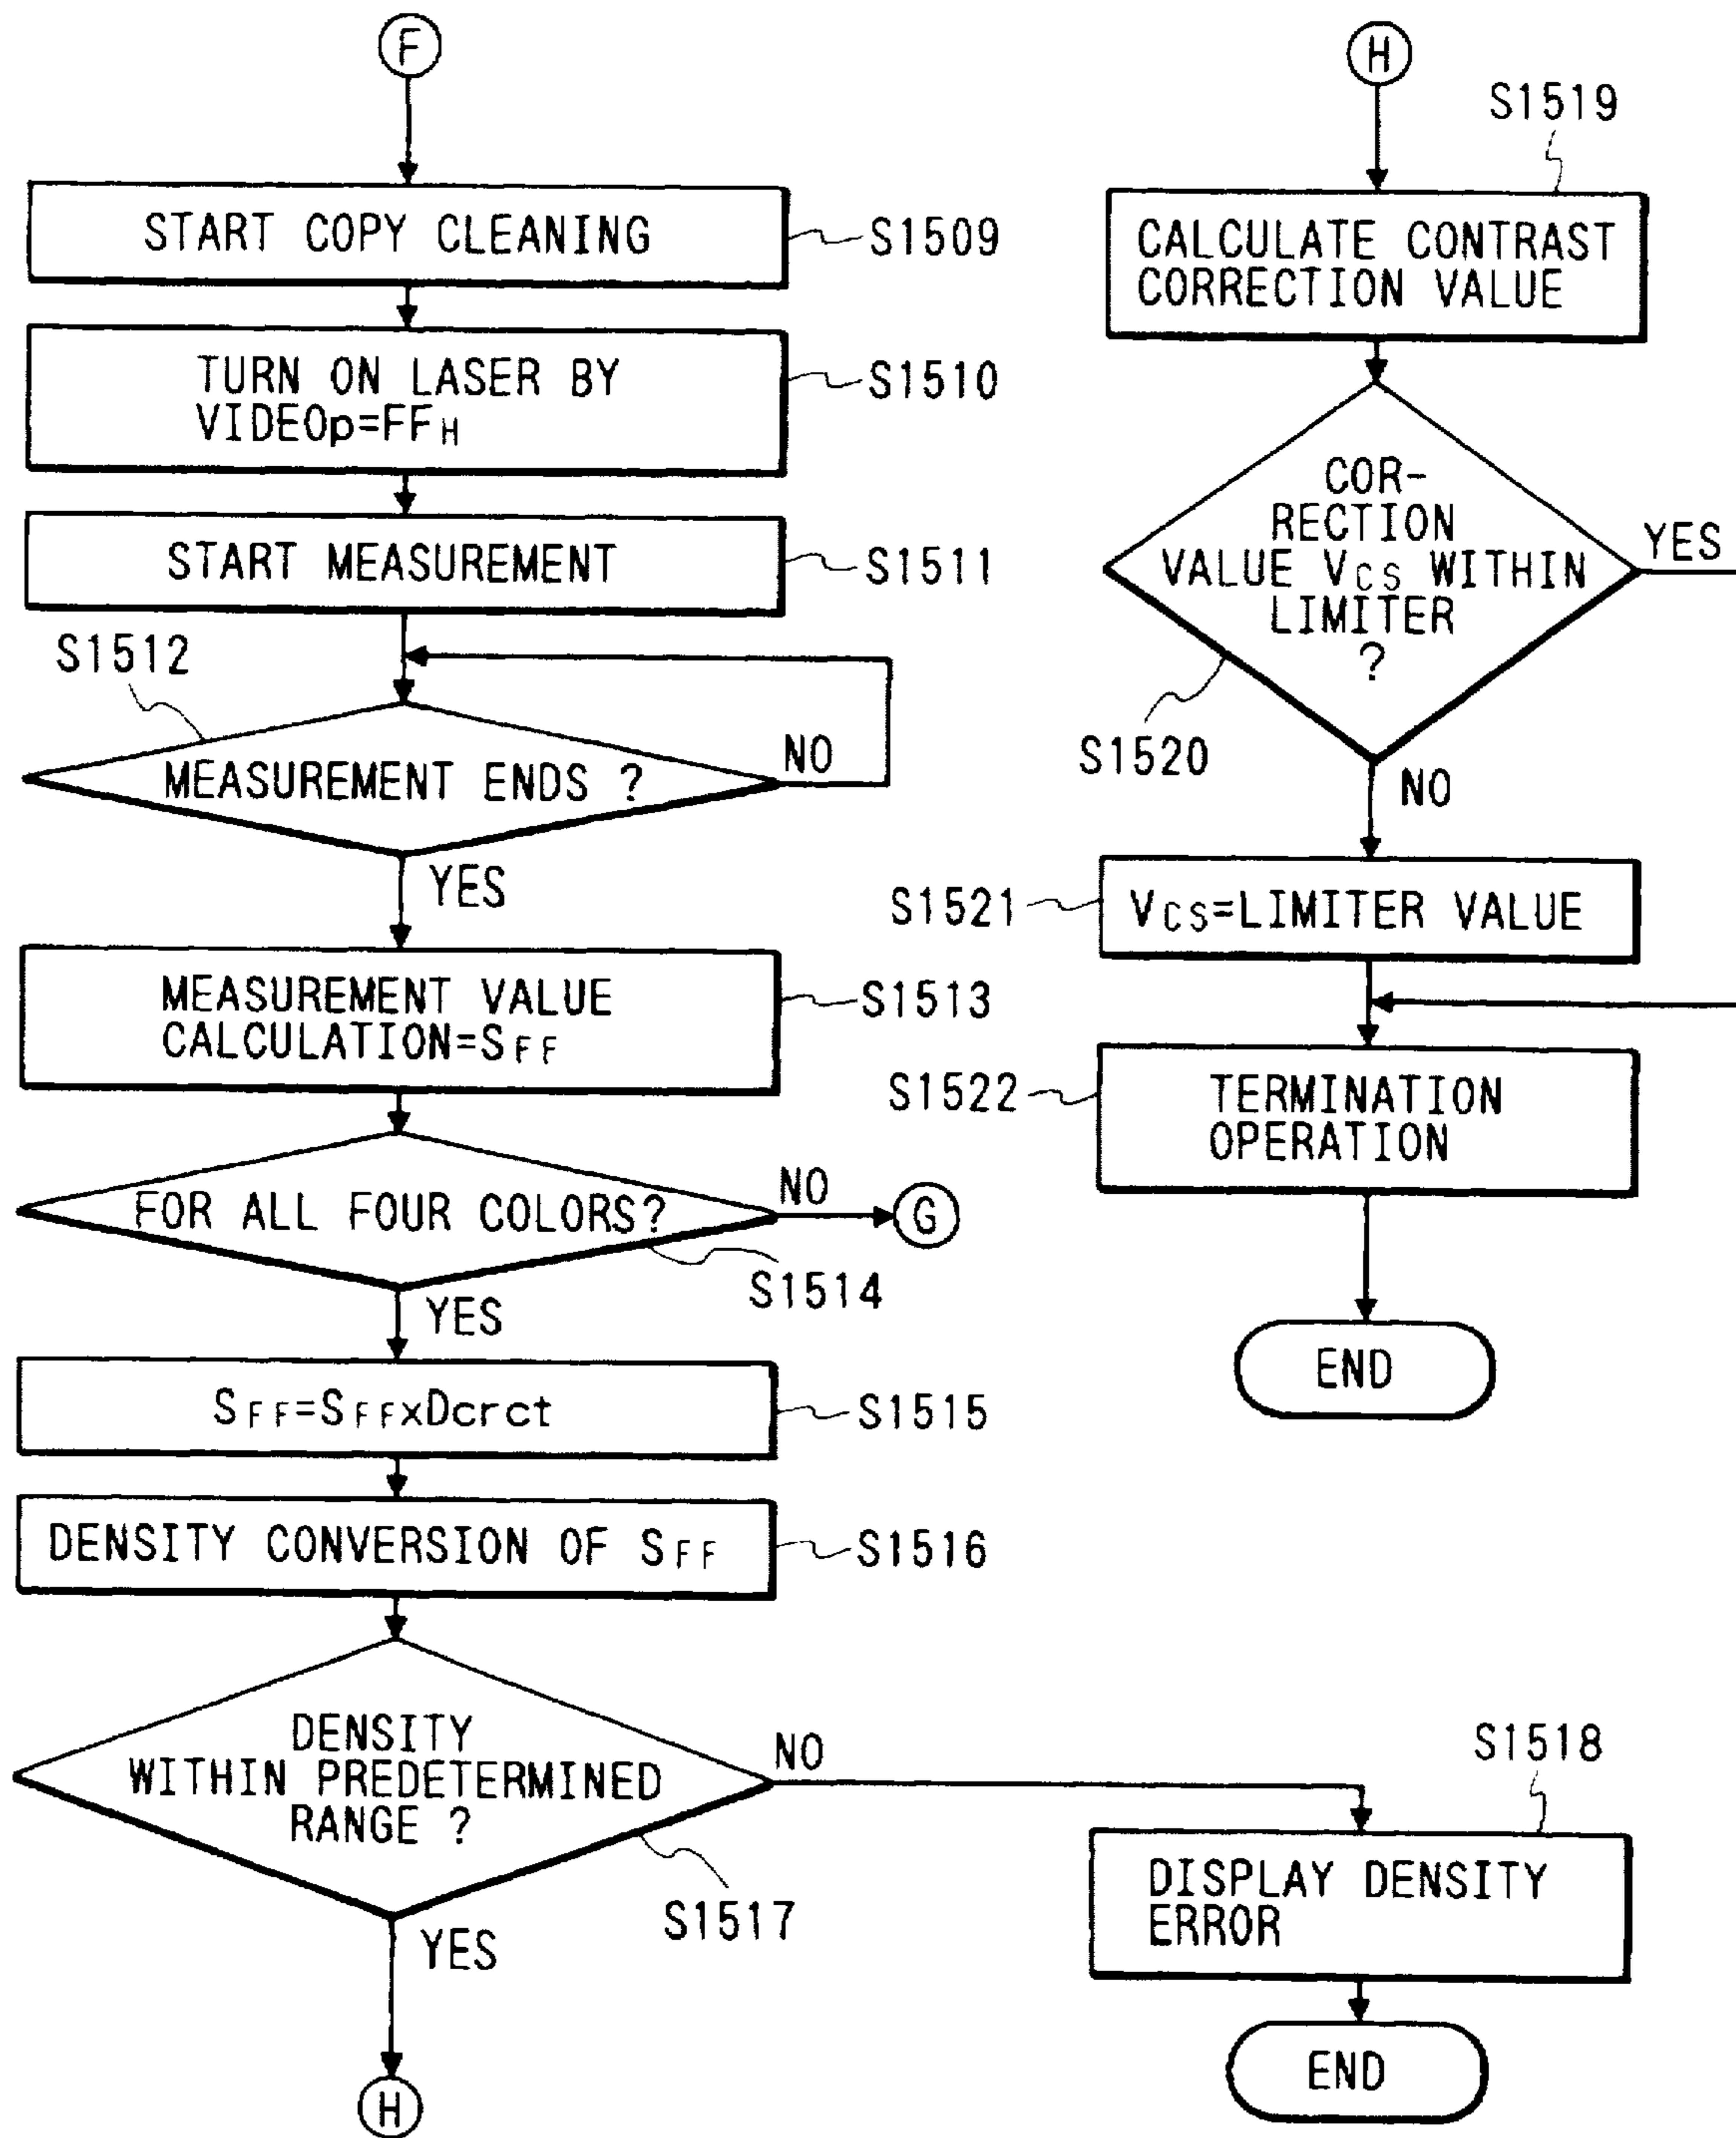 F
START COPY CLEANING
S1509
TURN ON LASER BY
VIDEOp=FFH
S1510
START MEASUREMENT
S1511
S1512
MEASUREMENT ENDS ?
NO
YES
MEASUREMENT VALUE
CALCULATION=SFF
S1513
FOR ALL FOUR COLORS?
NO
G
S1514
YES
SFF=SFFxDcrct
S1515
DENSITY CONVERSION OF SFF
S1516
DENSITY
WITHIN PREDETERMINED
RANGE ?
NO
S1517
YES
H
S1518
DISPLAY DENSITY
ERROR
END
H
S1519
CALCULATE CONTRAST
CORRECTION VALUE
COR-
RECTION
VALUE VCS WITHIN
LIMITER
?
YES
S1520
NO
S1521
VCS=LIMITER VALUE
S1522
TERMINATION
OPERATION
END